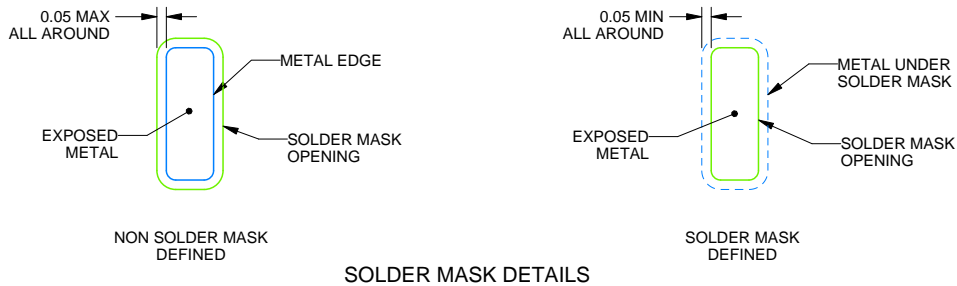 0.05 MAX
ALL AROUND
METAL EDGE
EXPOSED
METAL
SOLDER MASK
OPENING
NON SOLDER MASK
DEFINED
0.05 MIN
ALL AROUND
METAL UNDER
SOLDER MASK
EXPOSED
METAL
SOLDER MASK
OPENING
SOLDER MASK
DEFINED
SOLDER MASK DETAILS